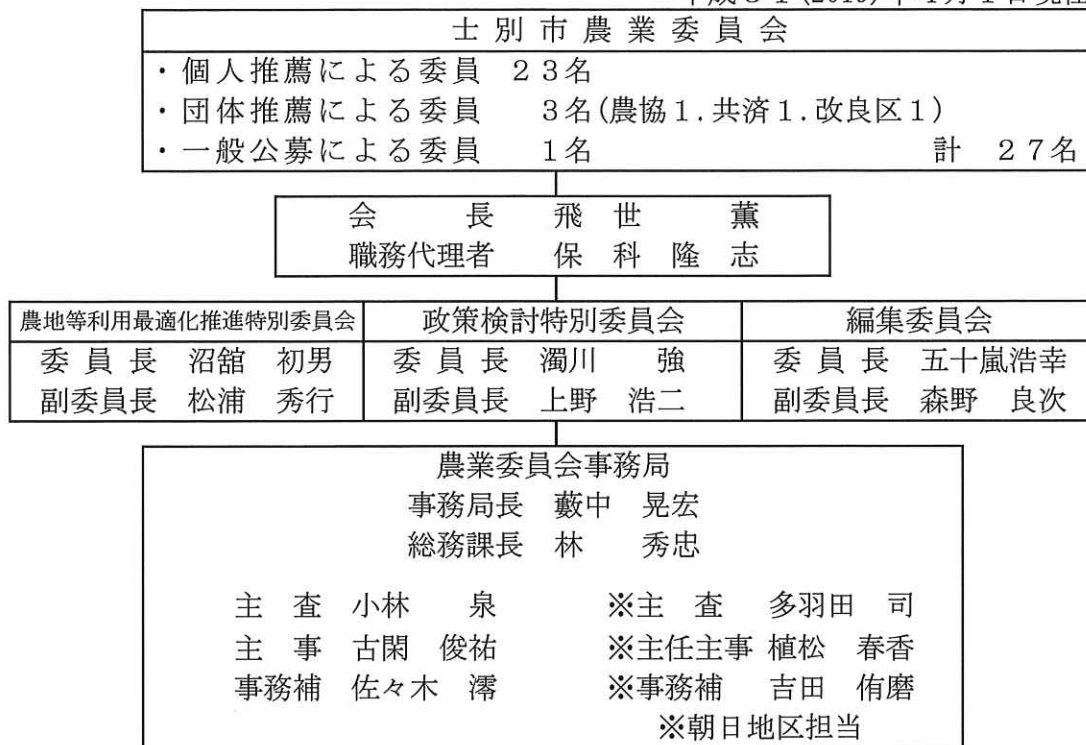 士別市農業委員会
・個人推薦による委員 ２３名
・団体推薦による委員 ３名(農協１.共済１.改良区１)
・一般公募による委員 １名 計 ２７名
会長 飛世 薫
職務代理者 保科隆志
農地等利用最適化推進特別委員会 政策検討特別委員会 編集委員会
委員長 沼舘 初男 委員長 濁川 強 委員長 五十嵐浩幸
副委員長 松浦 秀行 副委員長 上野 浩二 副委員長 森野 良次
農業委員会事務局
事務局長 藪中 晃宏
総務課長 林 秀忠
主査 小林 泉 ※主査 多羽田 司
主事 古閑 俊祐 ※主任主事 植松 春香
事務補 佐々木 澪 ※事務補 吉田 侑磨
※朝日地区担当